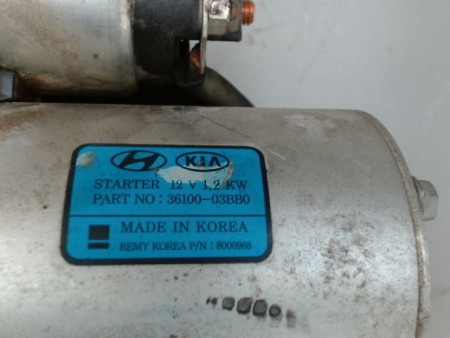 KIA
STARTER 12 V 1.2 KW
PART NO : 36100-03BB0
MADE IN KOREA
REMY KOREA P/N : 8000968